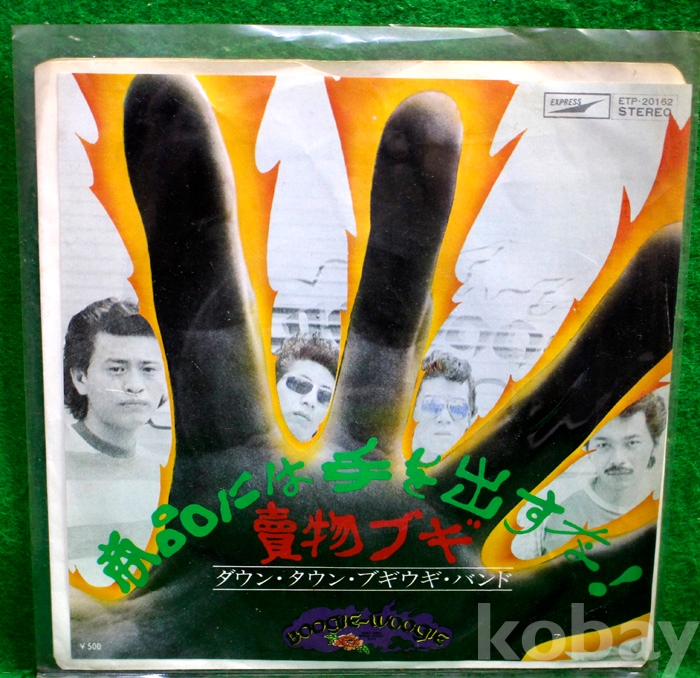 EXPRESS
ETP-20162
STEREO
商品には手を出すな!
賣物ブギ
ダウン・タウン・ブギウギ・バンド
BOOGIE-WOOGIE
¥500
kobay